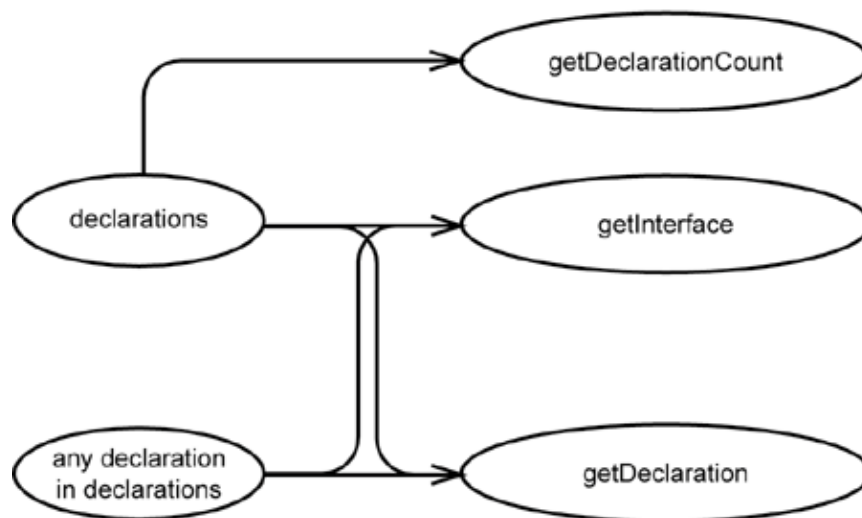 getDeclarationCount
declarations
getInterface
any declaration
in declarations
getDeclaration